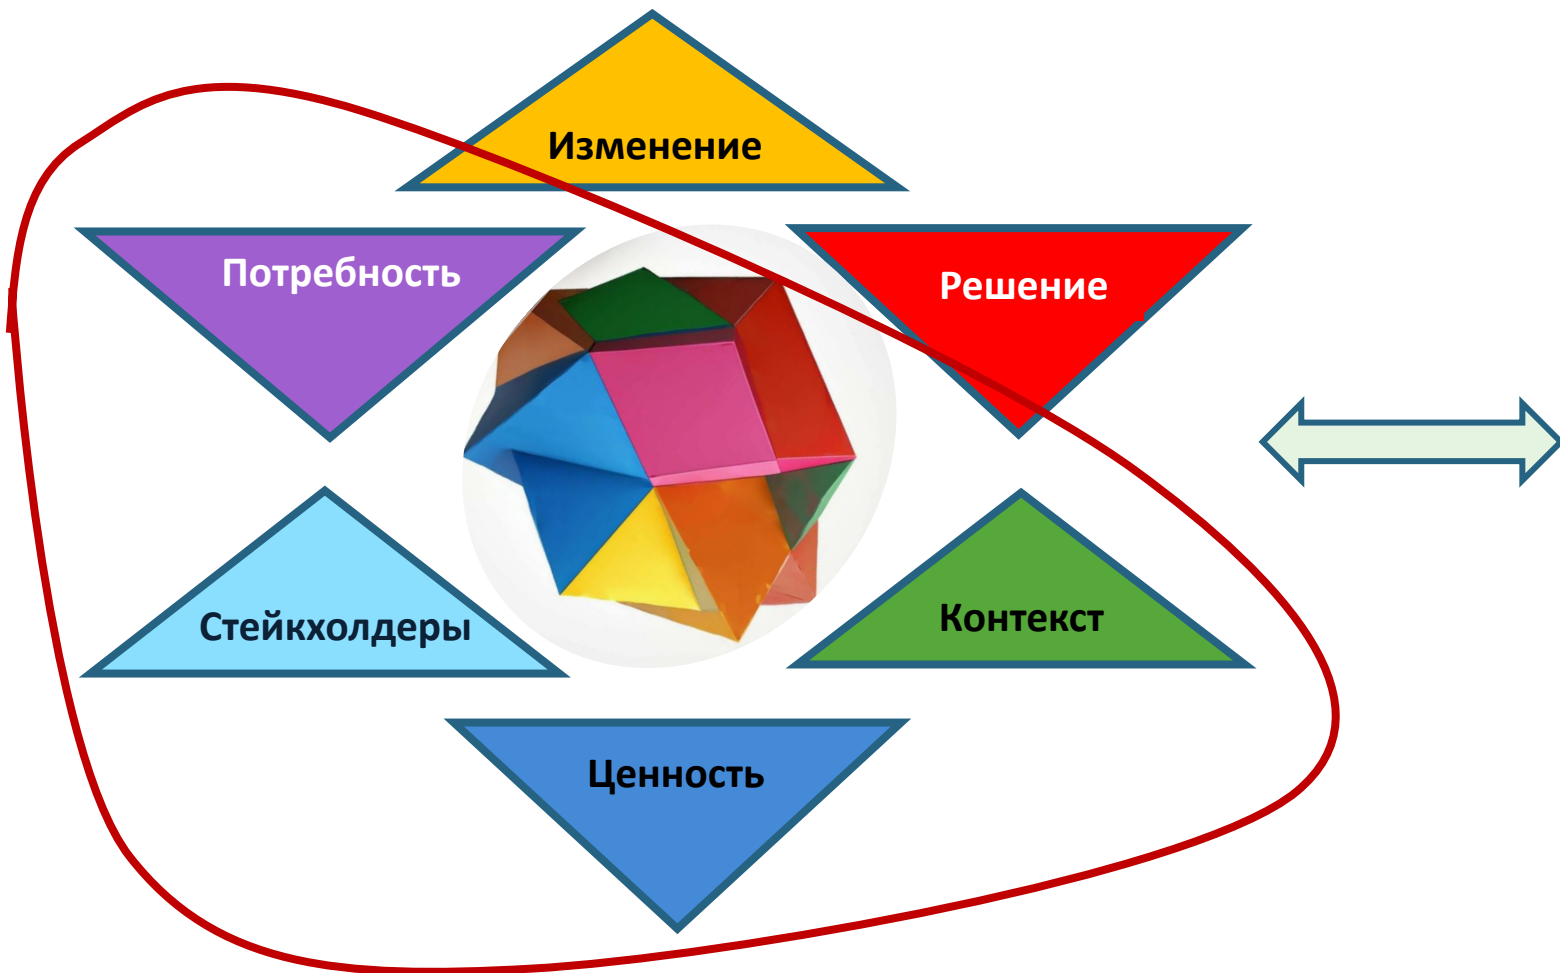 Изменение
Потребность
Решение
Стейкхолдеры
Контекст
Ценность